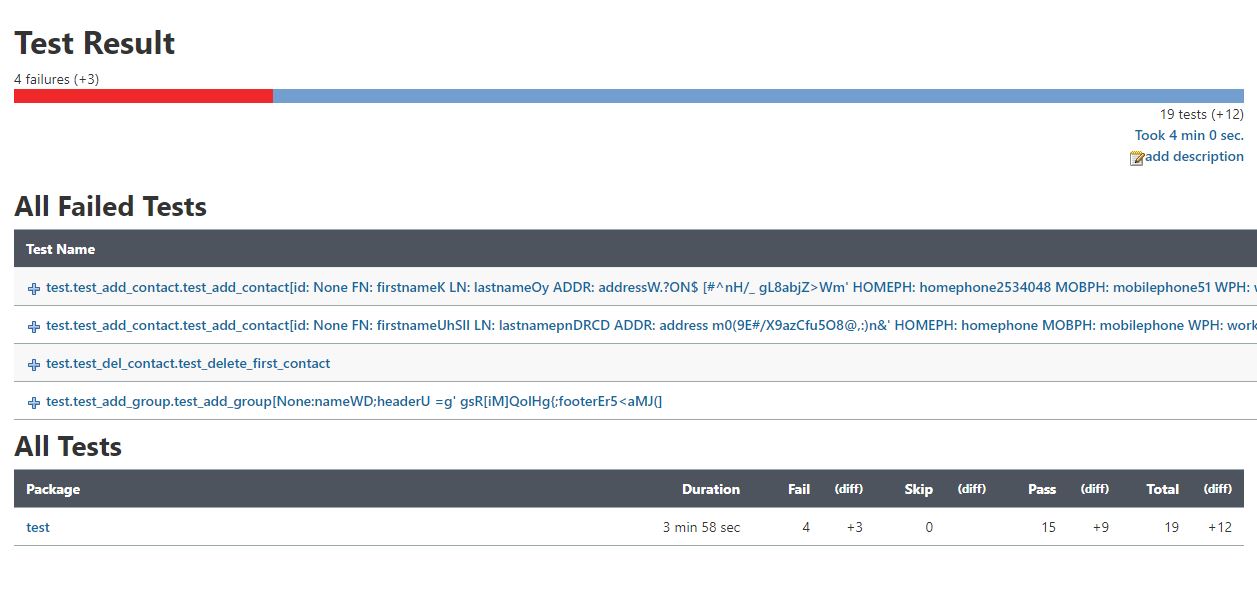 Test Result
4 failures (+3)
19 tests (+12)
Took 4 min 0 sec.
add description
All Failed Tests
Test Name
test.test_add_contact.test_add_contact[id: None FN: firstnameK LN: lastnameOy ADDR: addressW.?ON$ [#^nH/_ gL8abjZ>Wm' HOMEPH: homephone2534048 MOBPH: mobilephone51 WPH:
test.test_add_contact.test_add_contact[id: None FN: firstnameUhSII LN: lastnamepnDRCD ADDR: address m0(9E#/X9azCfu5O8@,:)n&' HOMEPH: homephone MOBPH: mobilephone WPH: work
test.test_del_contact.test_delete_first_contact
test.test_add_group.test_add_group[None:nameWD;headerU =g' gsR[iM]QoIHg{;footerEr5<aMJ(]
All Tests
Package Duration Fail (diff) Skip (diff) Pass (diff) Total (diff)
test 3 min 58 sec 4 +3 0 15 +9 19 +12